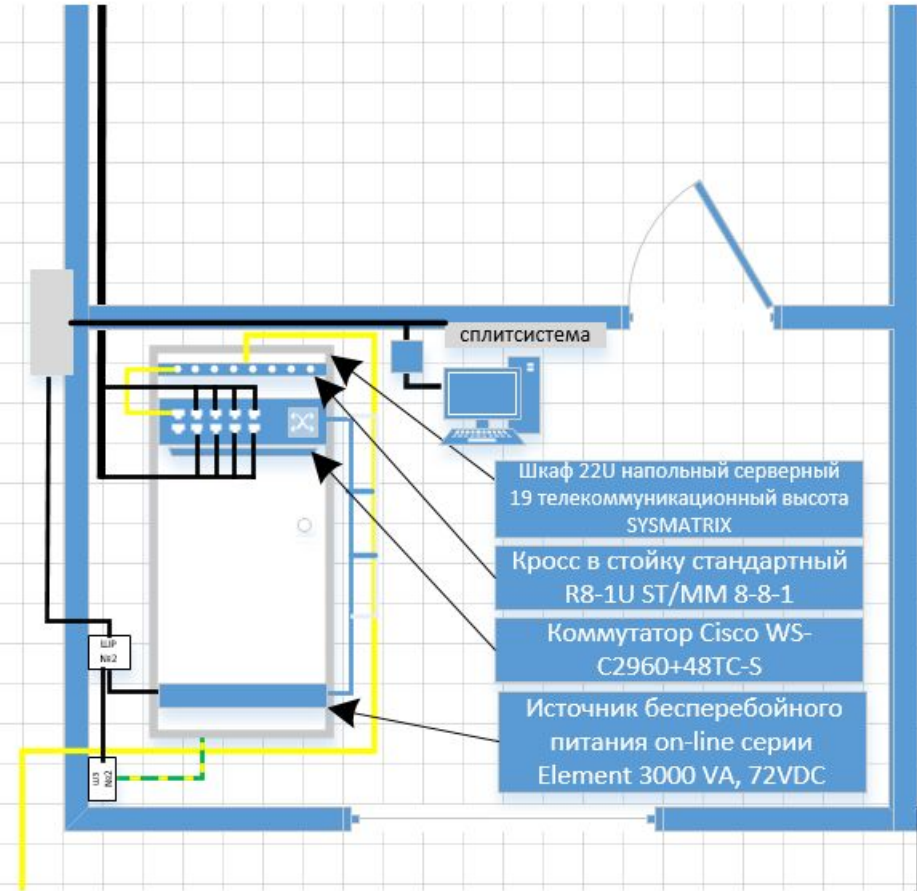 сплитсистема
Шкаф 22U напольный серверный
19 телекоммуникационный высота
SYSMATRIX
Кросс в стойку стандартный
R8-1U ST/MM 8-8-1
Коммутатор Cisco WS-
C2960+48TC-S
ШР
№2
Источник бесперебойного
питания on-line серии
Element 3000 VA, 72VDC
ШЗ
№2